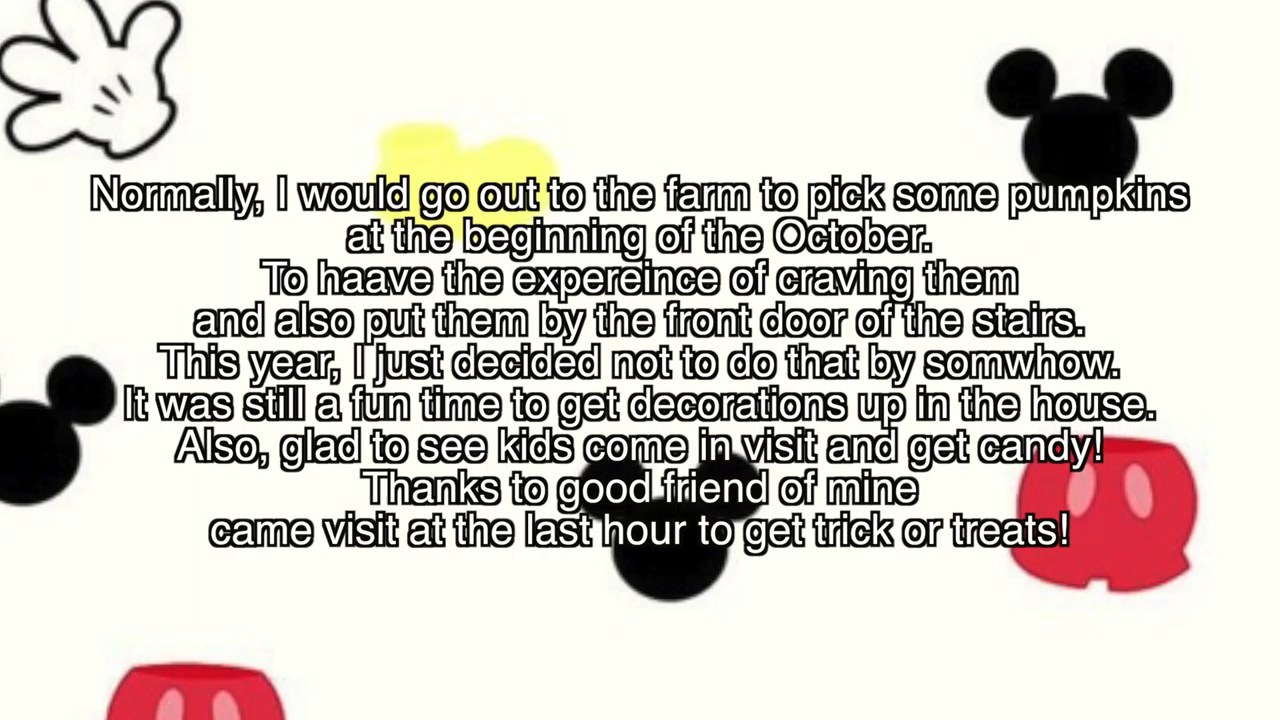 Normally, I would go out to the farm to pick some pumpkins
at the beginning of the October.
To haave the expereince of craving them
and also put them by the front door of the stairs.
This year, I just decided not to do that by somwhow.
It was still a fun time to get decorations up in the house.
Also, glad to see kids come in visit and get candy!
Thanks to good friend of mine
came visit at the last hour to get trick or treats!